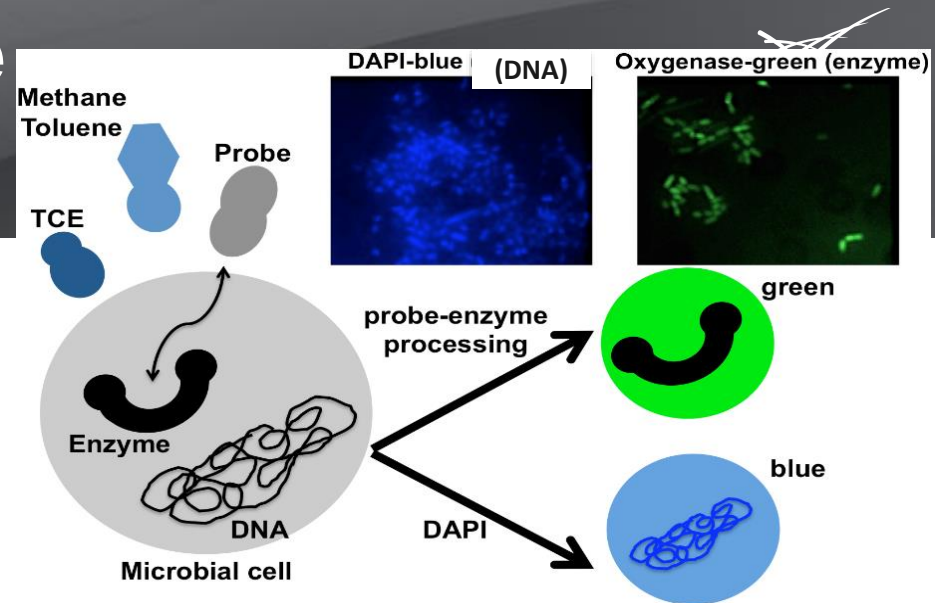 e
DAPI-blue (DNA)
Oxygenase-green (enzyme)
Methane
Toluene
Probe
TCE
green
probe-enzyme
processing
Enzyme
blue
DNA
DAPI
Microbial cell